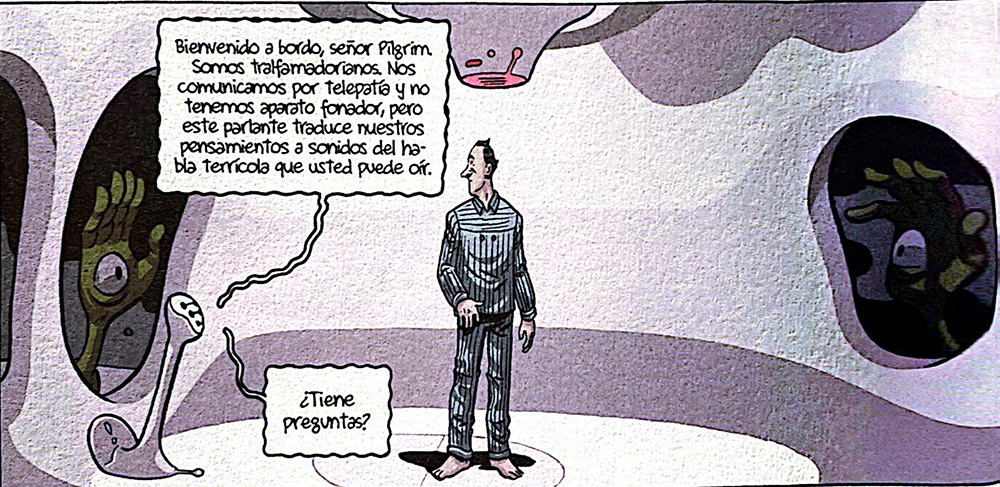 Bienvenido a bordo, señor Pilgrim.
Somos tralfamadorianos. Nos
comunicamos por telepatía y no
tenemos aparato fonador, pero
este parlante traduce nuestros
pensamientos a sonidos del ha-
bla terrícola que usted puede oír.
¿Tiene
preguntas?